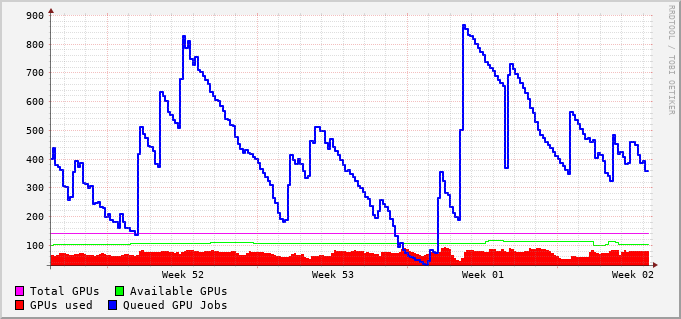 900
800
700
600
500
400
300
200
100
Week 52 Week 53 Week 01 Week 02
Total GPUs Available GPUs
GPUs used Queued GPU Jobs
RRDTOOL / TOBI OETIKER